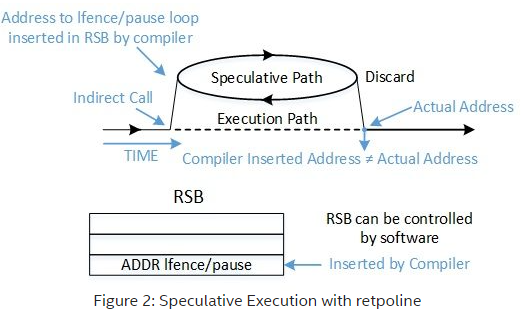 Address to lfence/pause loop
inserted in RSB by compiler
Speculative Path
Discard
Indirect Call
Actual Address
Execution Path
TIME
Compiler Inserted Address ≠ Actual Address
RSB
RSB can be controlled
by software
ADDR lfence/pause
Inserted by Compiler
Figure 2: Speculative Execution with retpoline